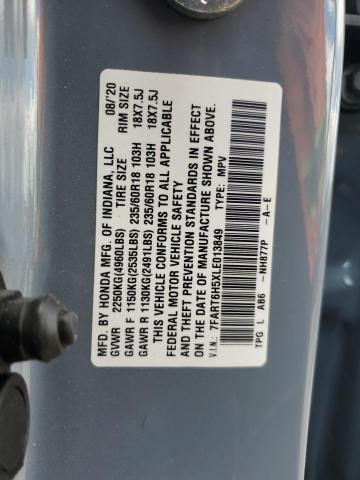 MFD. BY HONDA MFG. OF INDIANA, LLC 08/'20
GVWR 2250KG(4960LBS) TIRE SIZE RIM SIZE
GAWR F 1150KG(2535LBS) 235/60R18 103H 18X7.5J
GAWR R 1130KG(2491LBS) 235/60R18 103H 18X7.5J
THIS VEHICLE CONFORMS TO ALL APPLICABLE
FEDERAL MOTOR VEHICLE SAFETY
AND THEFT PREVENTION STANDARDS IN EFFECT
ON THE DATE OF MANUFACTURE SHOWN ABOVE.
V.I.N.: 7FART6H5XLE013849 TYPE: MPV
TPG L A86 -NH877P -A-E